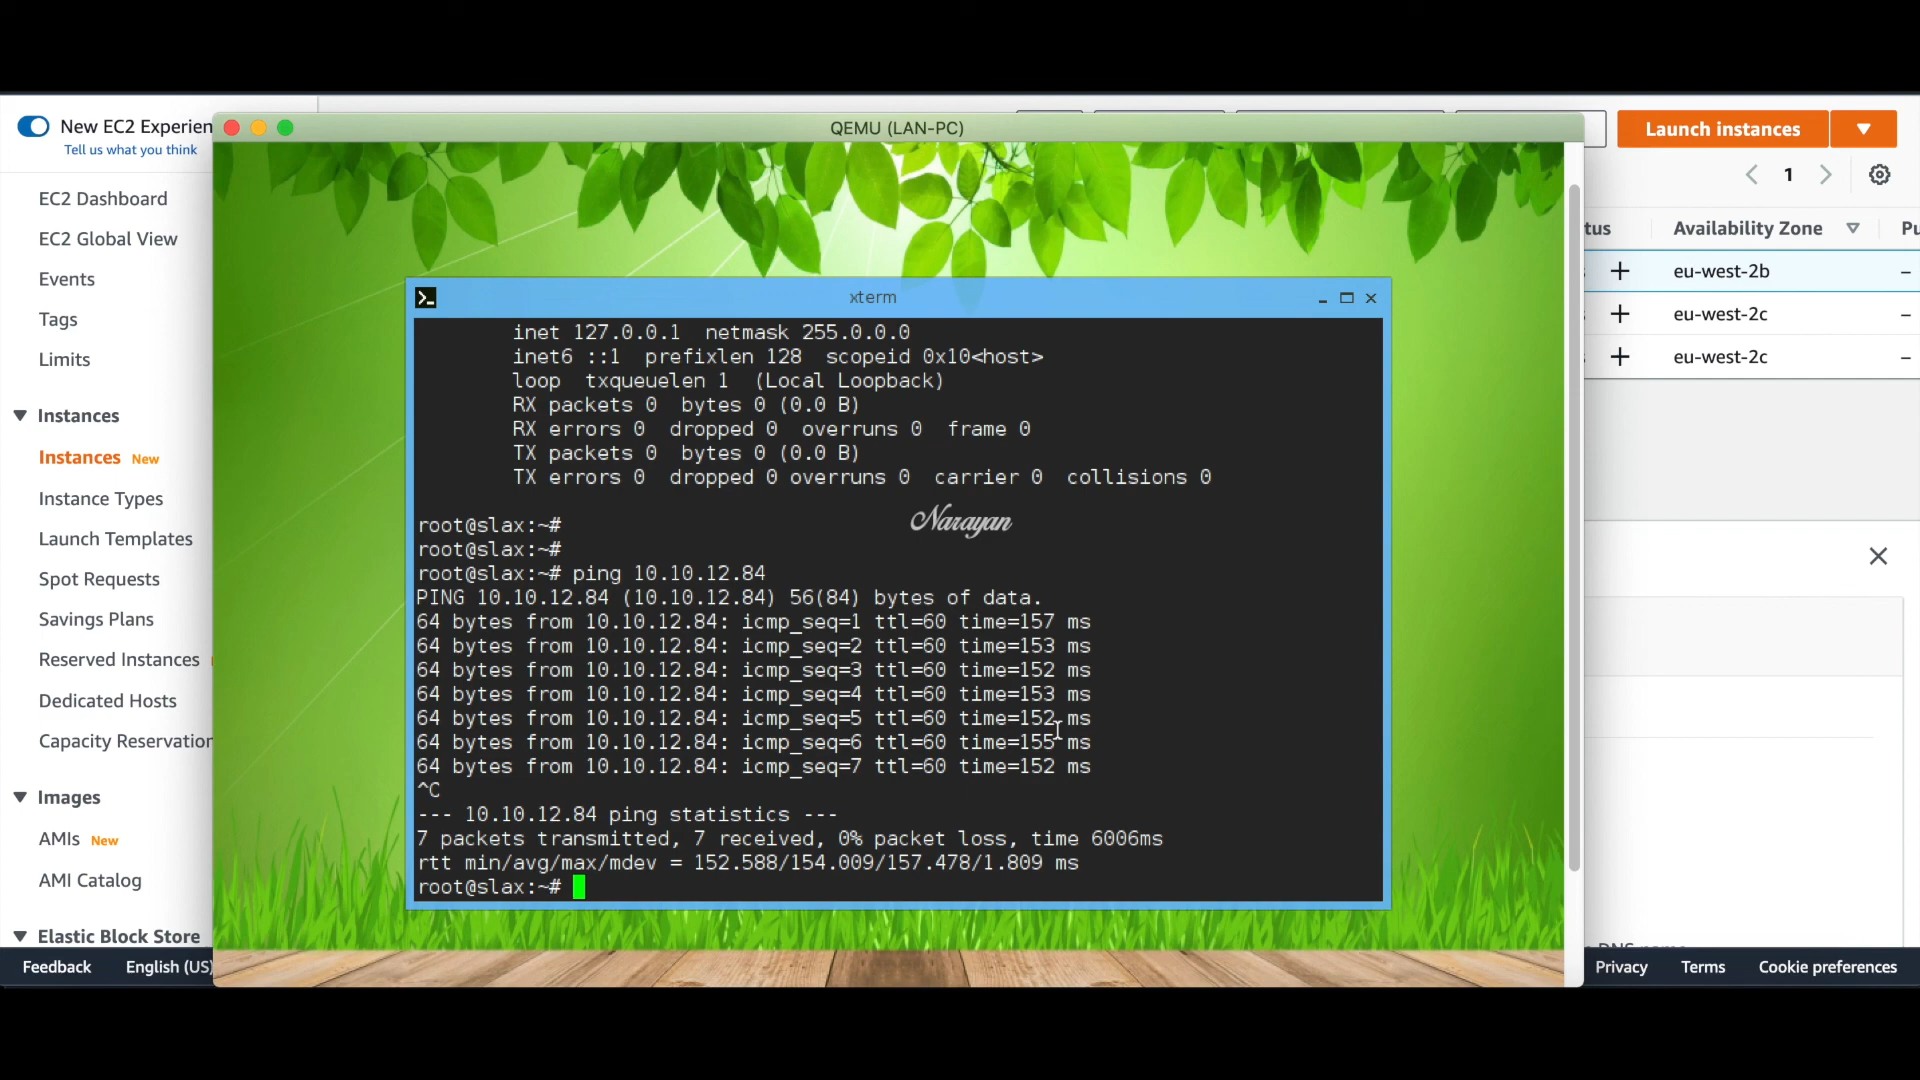 New EC2 Experien
Tell us what you think
EC2 Dashboard
EC2 Global View
Events
Tags
Limits
Instances
Instances New
Instance Types
Launch Templates
Spot Requests
Savings Plans
Reserved Instances
Dedicated Hosts
Capacity Reservation
Images
AMIs New
AMI Catalog
Elastic Block Store
Feedback English (US)
QEMU (LAN-PC)
xterm
inet 127.0.0.1 netmask 255.0.0.0
inet6 ::1 prefixlen 128 scopeid 0x10<host>
loop txqueuelen 1 (Local Loopback)
RX packets 0 bytes 0 (0.0 B)
RX errors 0 dropped 0 overruns 0 frame 0
TX packets 0 bytes 0 (0.0 B)
TX errors 0 dropped 0 overruns 0 carrier 0 collisions 0
Narayan
root@slax:~#
root@slax:~#
root@slax:~# ping 10.10.12.84
PING 10.10.12.84 (10.10.12.84) 56(84) bytes of data.
64 bytes from 10.10.12.84: icmp_seq=1 ttl=60 time=157 ms
64 bytes from 10.10.12.84: icmp_seq=2 ttl=60 time=153 ms
64 bytes from 10.10.12.84: icmp_seq=3 ttl=60 time=152 ms
64 bytes from 10.10.12.84: icmp_seq=4 ttl=60 time=153 ms
64 bytes from 10.10.12.84: icmp_seq=5 ttl=60 time=152 ms
64 bytes from 10.10.12.84: icmp_seq=6 ttl=60 time=155 ms
64 bytes from 10.10.12.84: icmp_seq=7 ttl=60 time=152 ms
^C
--- 10.10.12.84 ping statistics ---
7 packets transmitted, 7 received, 0% packet loss, time 6006ms
rtt min/avg/max/mdev = 152.588/154.009/157.478/1.809 ms
root@slax:~#
Launch instances
1
tus Availability Zone Pu
eu-west-2b –
eu-west-2c –
eu-west-2c –
Privacy Terms Cookie preferences